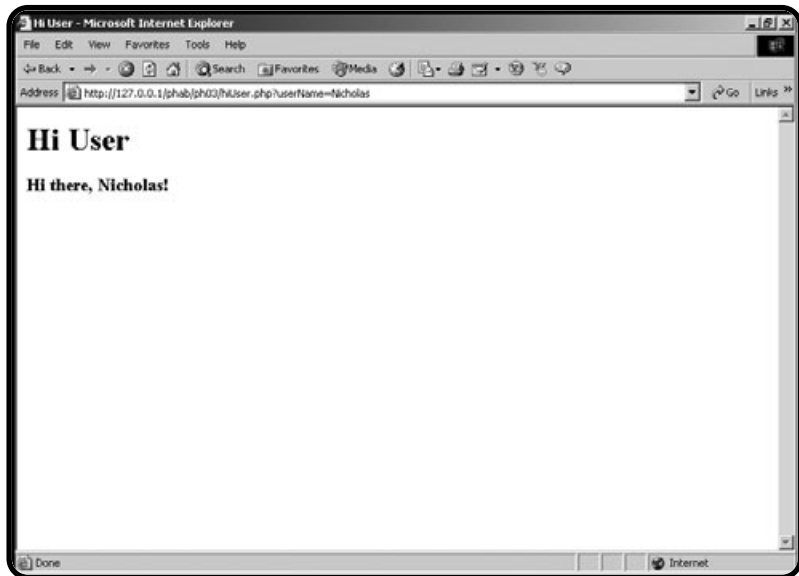 Hi User - Microsoft Internet Explorer
File Edit View Favorites Tools Help
Back Search Favorites Media
Address http://127.0.0.1/phab/ph03/hiUser.php?userName=Nicholas Go Links »
Hi User
Hi there, Nicholas!
Done Internet